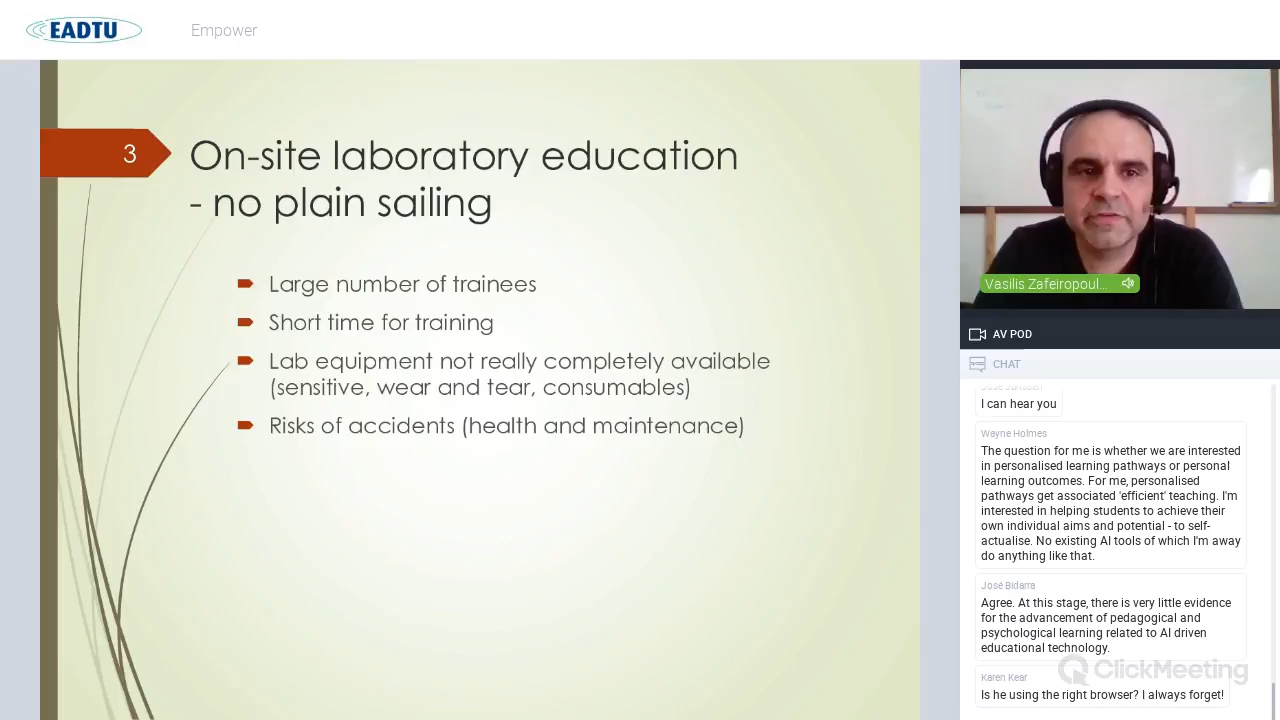 EADTU
Empower
3
On-site laboratory education
- no plain sailing
Large number of trainees
Short time for training
Lab equipment not really completely available
(sensitive, wear and tear, consumables)
Risks of accidents (health and maintenance)
Vasilis Zafeiropoul...
AV POD
CHAT
I can hear you
Wayne Holmes
The question for me is whether we are interested
in personalised learning pathways or personal
learning outcomes. For me, personalised
pathways get associated 'efficient' teaching. I'm
interested in helping students to achieve their
own individual aims and potential - to self-
actualise. No existing AI tools of which I'm away
do anything like that.
José Bidarra
Agree. At this stage, there is very little evidence
for the advancement of pedagogical and
psychological learning related to AI driven
educational technology.
ClickMeeting
Karen Kear
Is he using the right browser? I always forget!